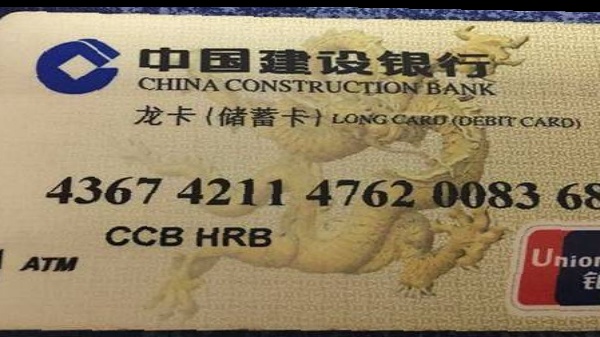 中国建设银行
CHINA CONSTRUCTION BANK
龙卡(储蓄卡) LONG CARD (DEBIT CARD)
4367 4211 4762 0083 68
CCB HRB
ATM
Union
银